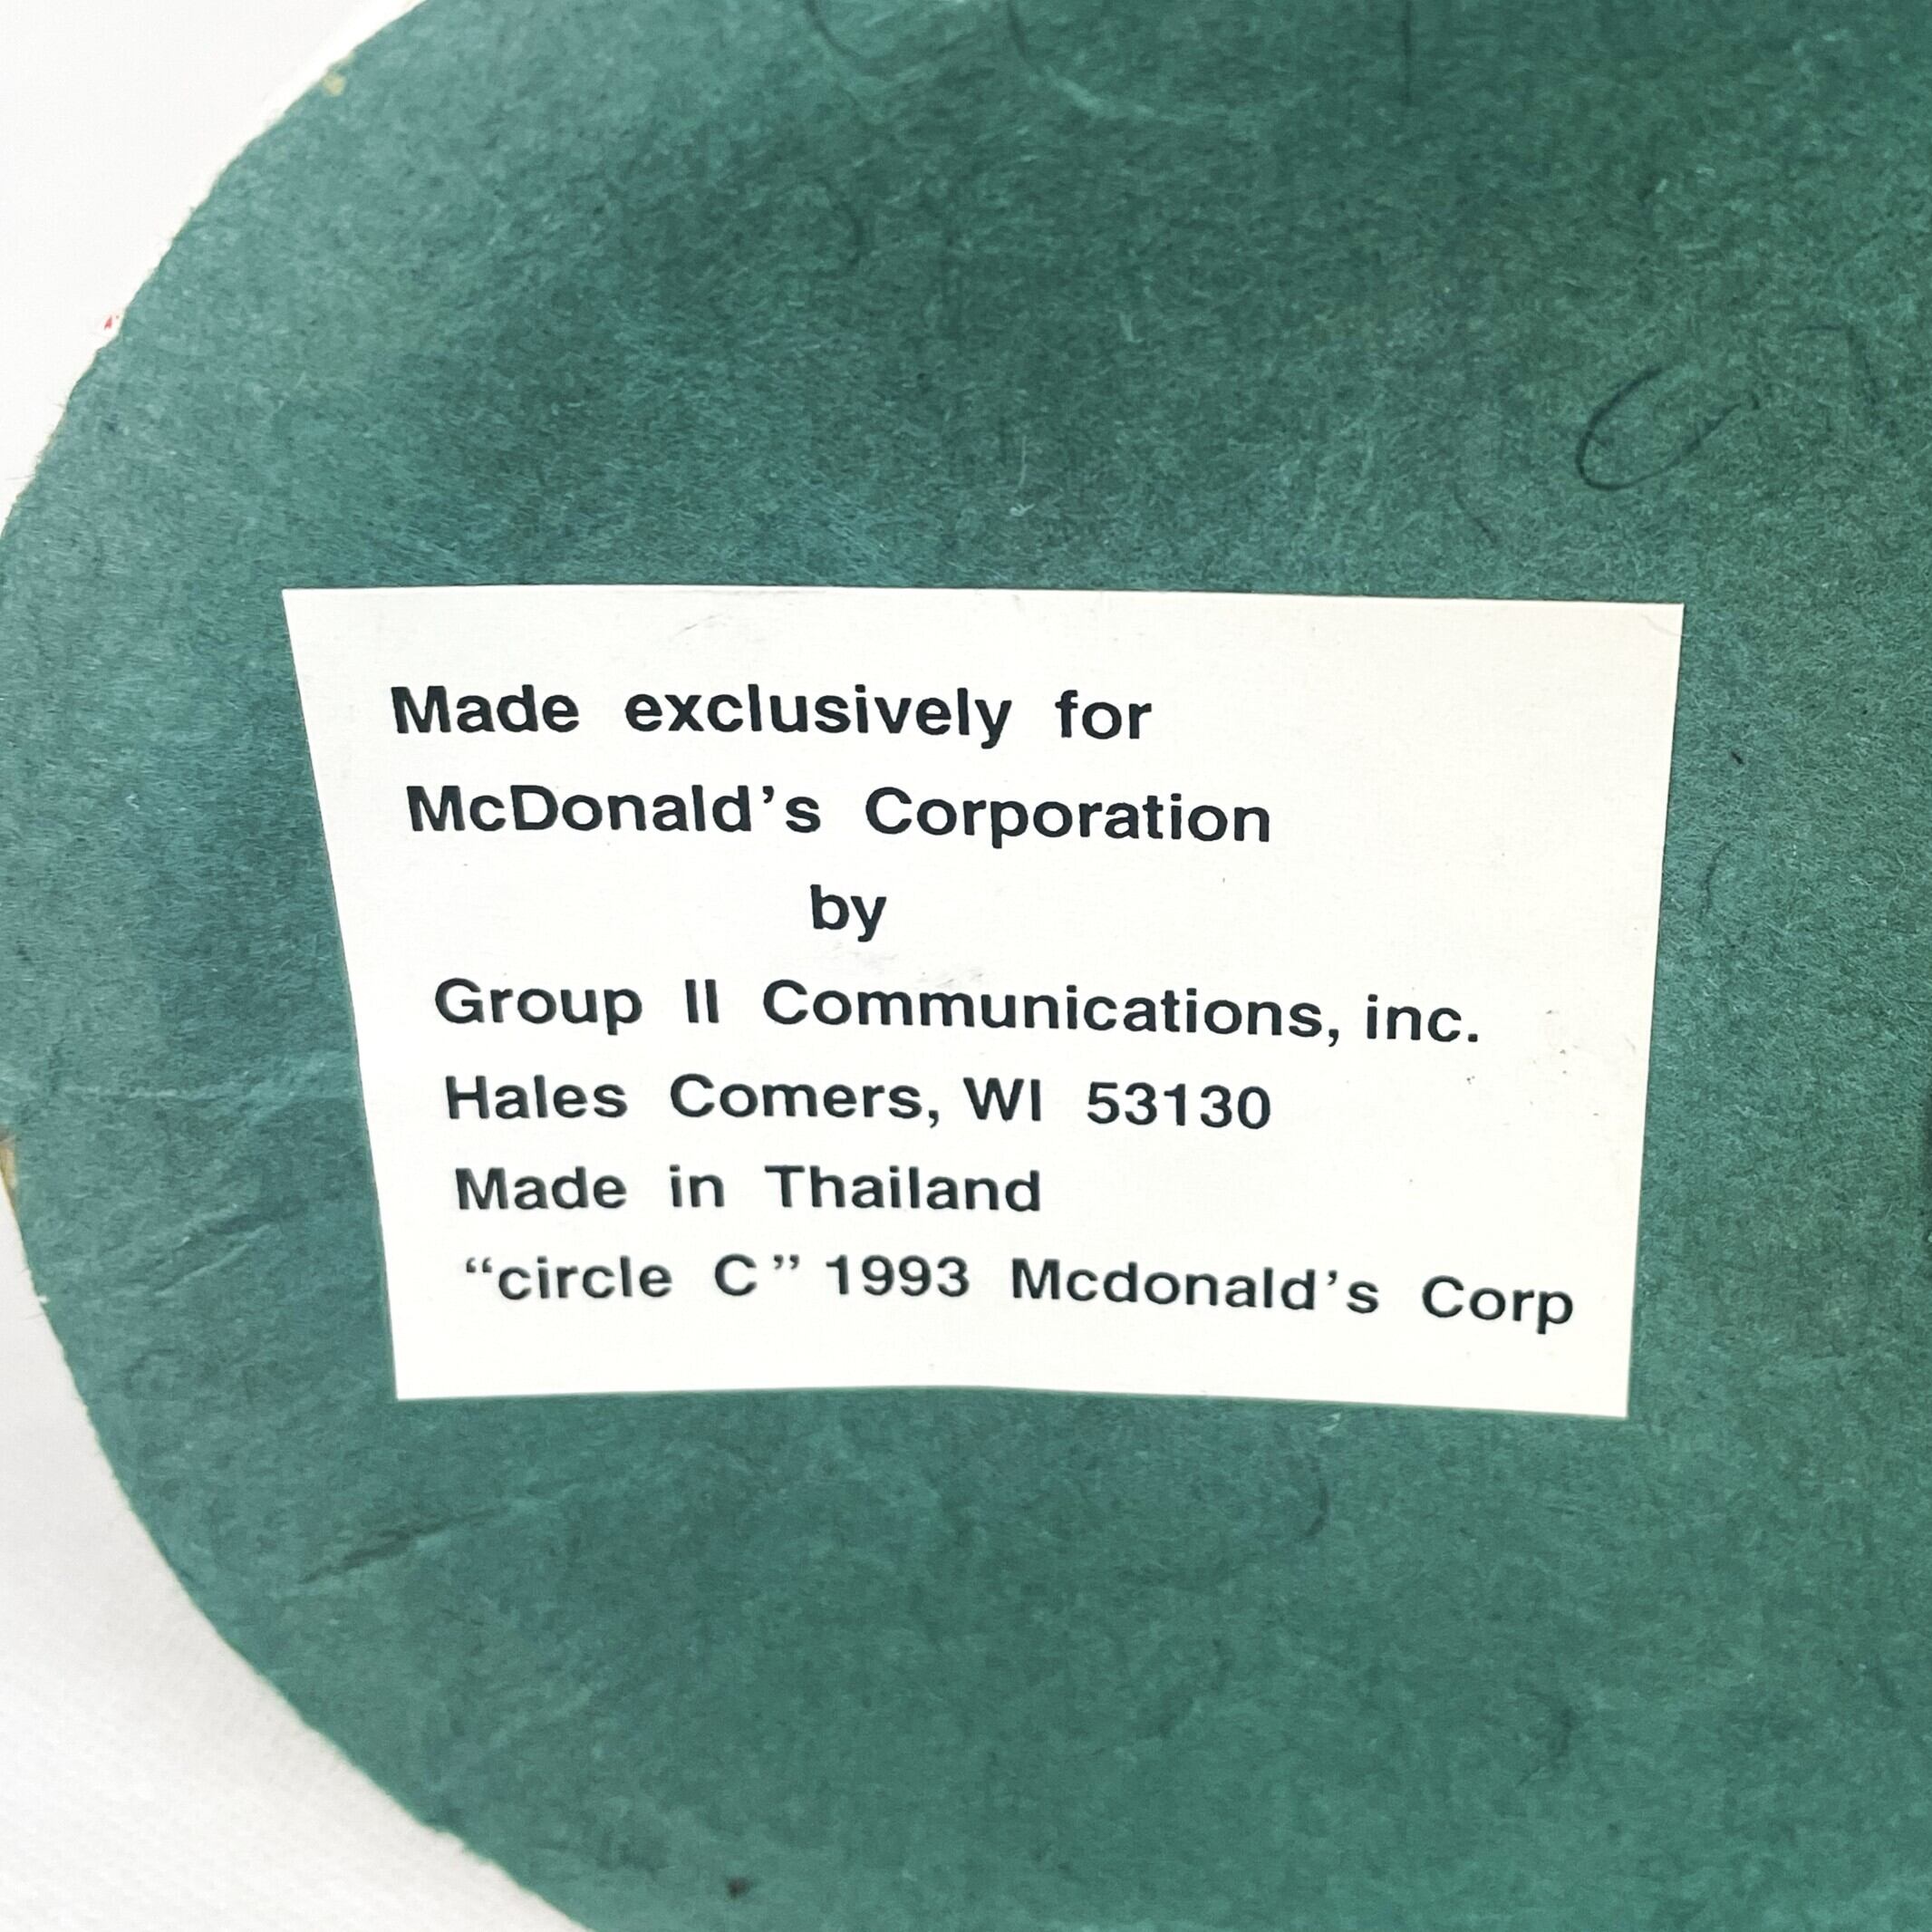 Made exclusively for
McDonald’s Corporation
by
Group II Communications, inc.
Hales Comers, WI 53130
Made in Thailand
“circle C” 1993 Mcdonald’s Corp